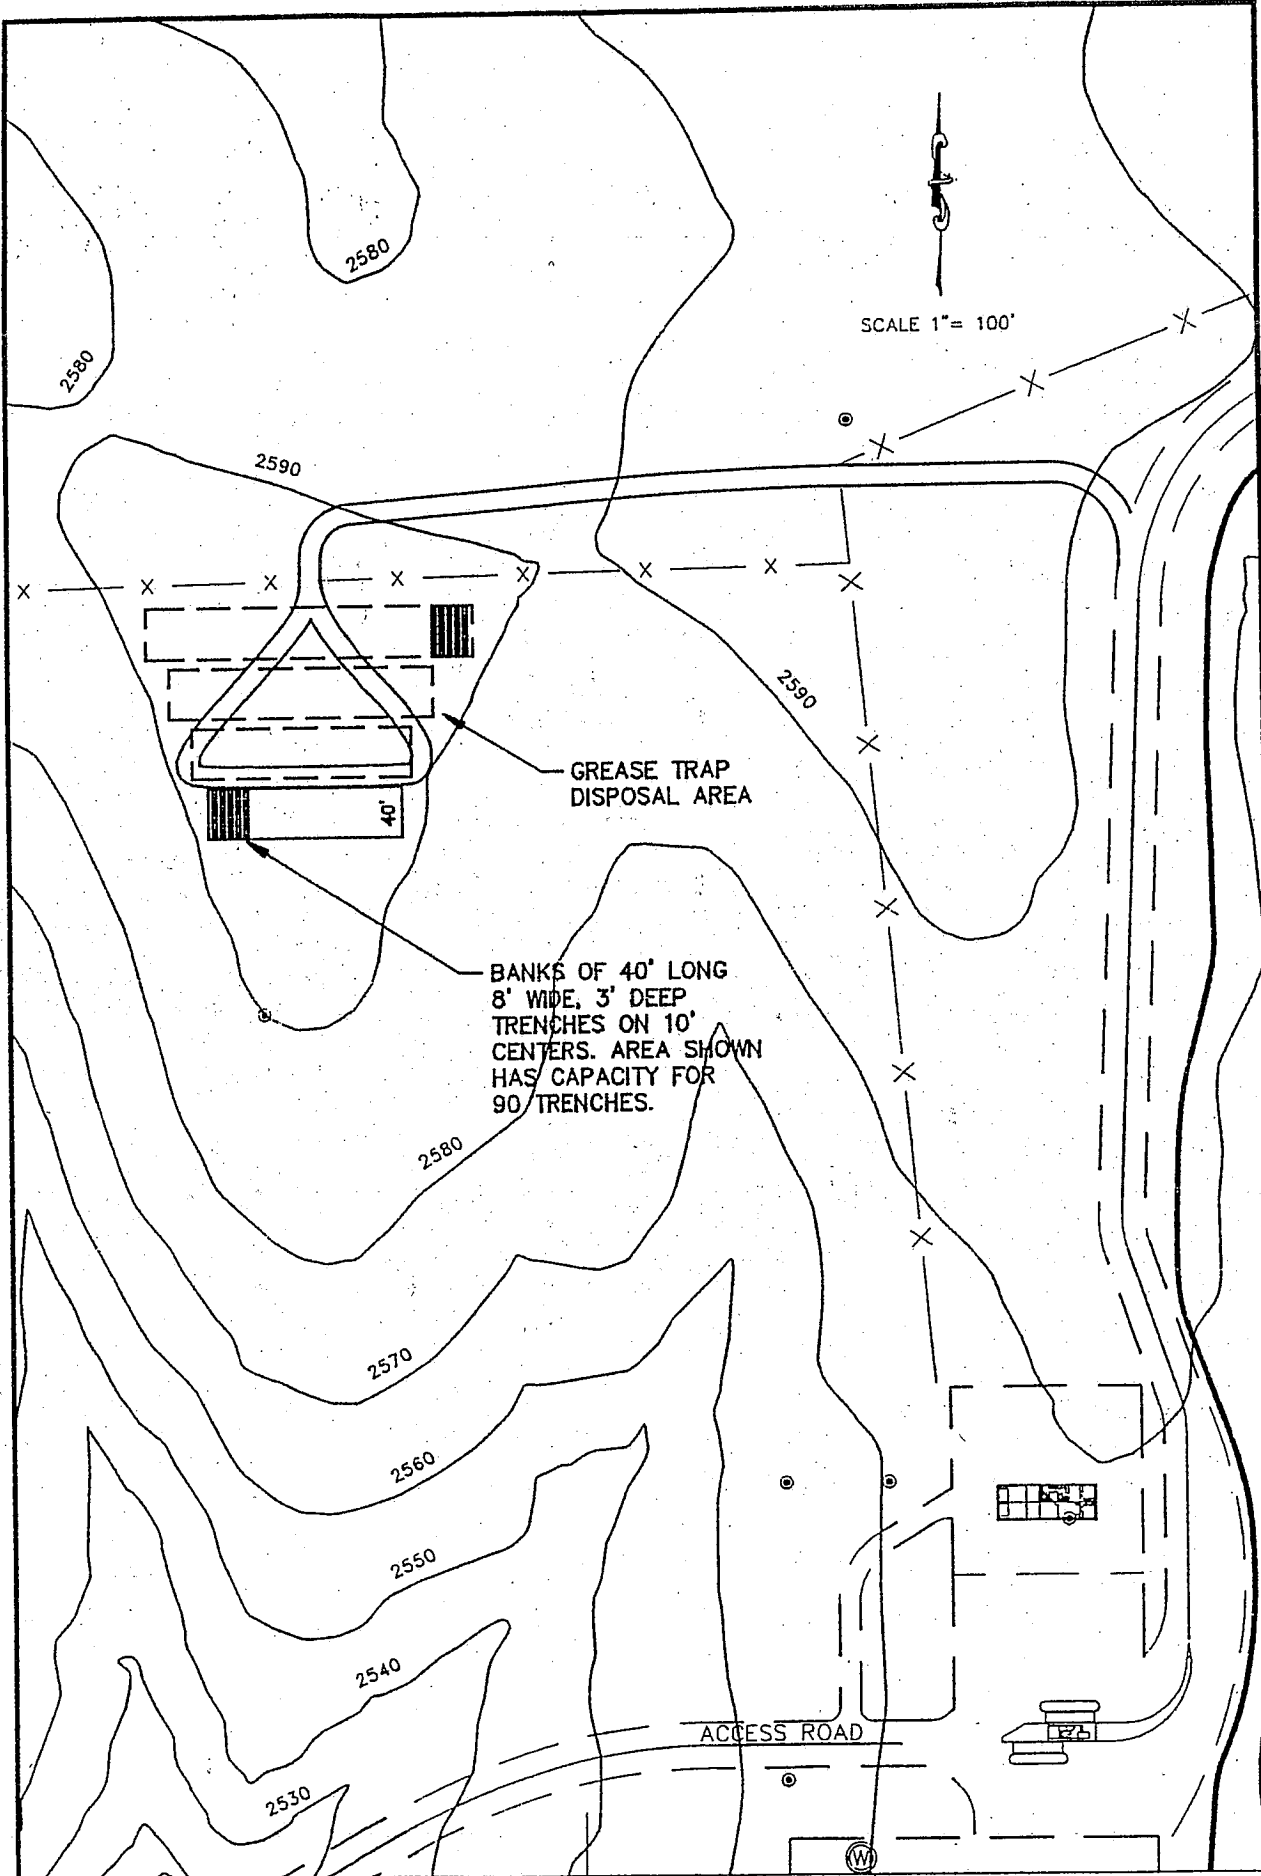 2580
SCALE 1"= 100'
2580
2590
2590
GREASE TRAP
DISPOSAL AREA
40'
BANKS OF 40' LONG
8' WIDE, 3' DEEP
TRENCHES ON 10'
CENTERS. AREA SHOWN
HAS CAPACITY FOR
90 TRENCHES.
2580
2570
2560
2550
2540
ACCESS ROAD
2530
W